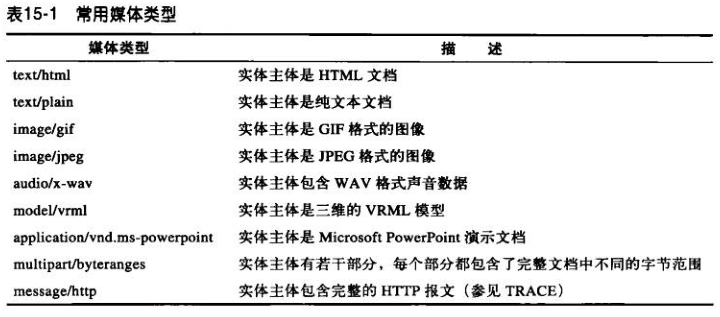 表15-1 常用媒体类型
媒体类型 描 述
text/html 实体主体是 HTML 文档
text/plain 实体主体是纯文本文档
image/gif 实体主体是 GIF 格式的图像
image/jpeg 实体主体是 JPEG 格式的图像
audio/x-wav 实体主体包含 WAV 格式声音数据
model/vrml 实体主体是三维的 VRML 模型
application/vnd.ms-powerpoint 实体主体是 Microsoft PowerPoint 演示文档
multipart/byteranges 实体主体有若干部分，每个部分都包含了完整文档中不同的字节范围
message/http 实体主体包含完整的 HTTP 报文（参见 TRACE）